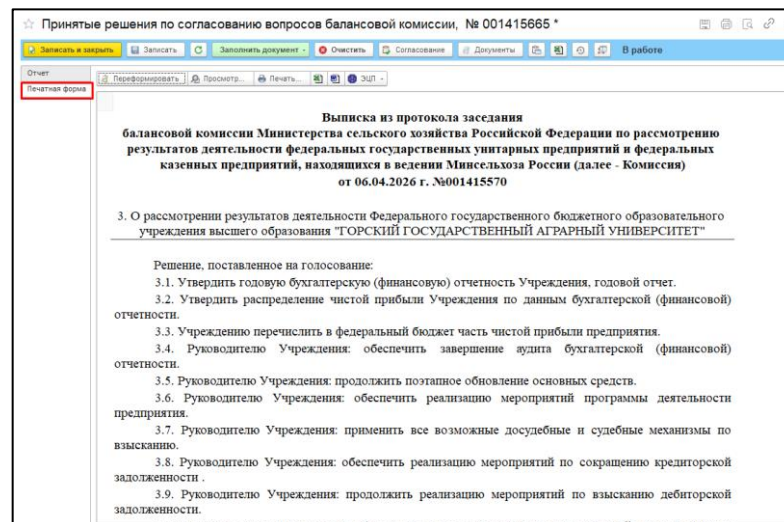 Принятые решения по согласованию вопросов балансовой комиссии, № 001415665 *
Записать и закрыть Записать Заполнить документ Очистить Согласование Документы В работе
Отчет
Печатная форма
Переформировать Просмотр... Печать... ЭЦП
Выписка из протокола заседания
балансовой комиссии Министерства сельского хозяйства Российской Федерации по рассмотрению
результатов деятельности федеральных государственных унитарных предприятий и федеральных
казенных предприятий, находящихся в ведении Минсельхоза России (далее - Комиссия)
от 06.04.2026 г. №001415570
3. О рассмотрении результатов деятельности Федерального государственного бюджетного образовательного
учреждения высшего образования "ГОРСКИЙ ГОСУДАРСТВЕННЫЙ АГРАРНЫЙ УНИВЕРСИТЕТ"
Решение, поставленное на голосование:
3.1. Утвердить годовую бухгалтерскую (финансовую) отчетность Учреждения, годовой отчет.
3.2. Утвердить распределение чистой прибыли Учреждения по данным бухгалтерской (финансовой)
отчетности.
3.3. Учреждению перечислить в федеральный бюджет часть чистой прибыли предприятия.
3.4. Руководителю Учреждения: обеспечить завершение аудита бухгалтерской (финансовой)
отчетности.
3.5. Руководителю Учреждения: продолжить поэтапное обновление основных средств.
3.6. Руководителю Учреждения: обеспечить реализацию мероприятий программы деятельности
предприятия.
3.7. Руководителю Учреждения: применить все возможные досудебные и судебные механизмы по
взысканию.
3.8. Руководителю Учреждения: обеспечить реализацию мероприятий по сокращению кредиторской
задолженности .
3.9. Руководителю Учреждения: продолжить реализацию мероприятий по взысканию дебиторской
задолженности.